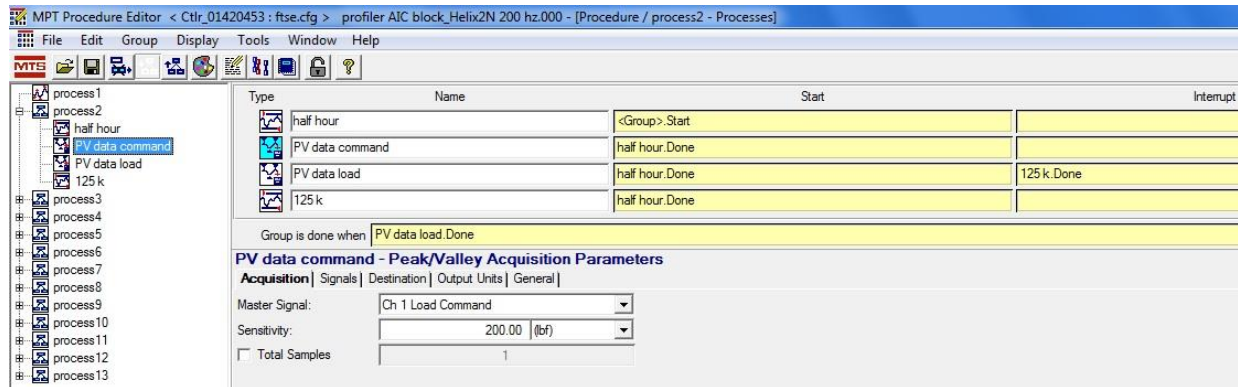 MPT Procedure Editor < Ctlr_01420453 : ftse.cfg > profiler AIC block_Helix2N 200 hz.000 - [Procedure / process2 - Processes]
File Edit Group Display Tools Window Help
MTS
process1
process2
half hour
PV data command
PV data load
125 k
process3
process4
process5
process6
process7
process8
process9
process10
process11
process12
process13
Type Name Start Interrupt
half hour <Group>.Start
PV data command half hour.Done
PV data load half hour.Done 125 k.Done
125 k half hour.Done
Group is done when PV data load.Done
PV data command - Peak/Valley Acquisition Parameters
Acquisition Signals Destination Output Units General
Master Signal: Ch 1 Load Command
Sensitivity: 200.00 (lbf)
Total Samples 1